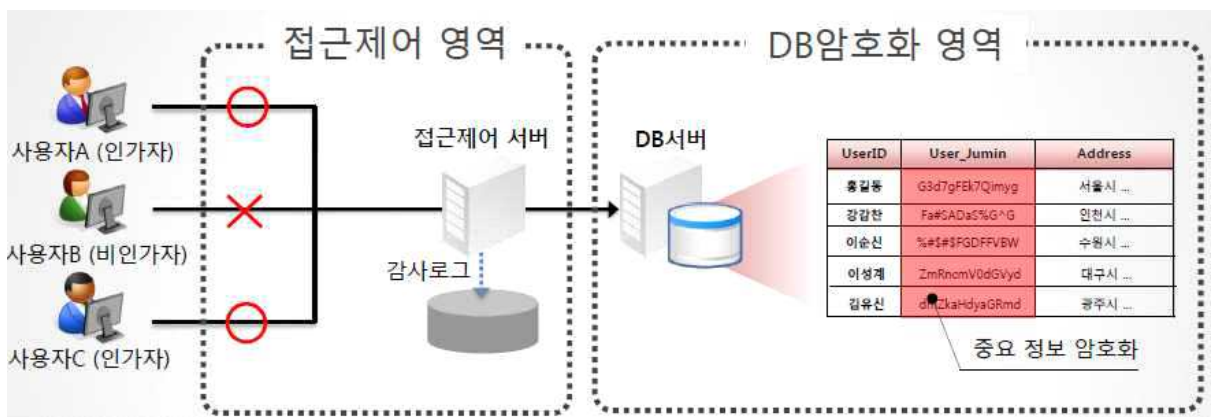 접근제어 영역
DB암호화 영역
사용자A (인가자)
사용자B (비인가자)
사용자C (인가자)
접근제어 서버
감사로그
DB서버
UserID User_Jumin Address
홍길동 G3d7gFEk7Qimyg 서울시 ...
강감찬 Fa#SADaS%G^G 인천시 ...
이순신 %#$#$FGDFFVBW 수원시 ...
이성계 ZmRncmV0dGVyd 대구시 ...
김유신 광주시 ...
중요 정보 암호화